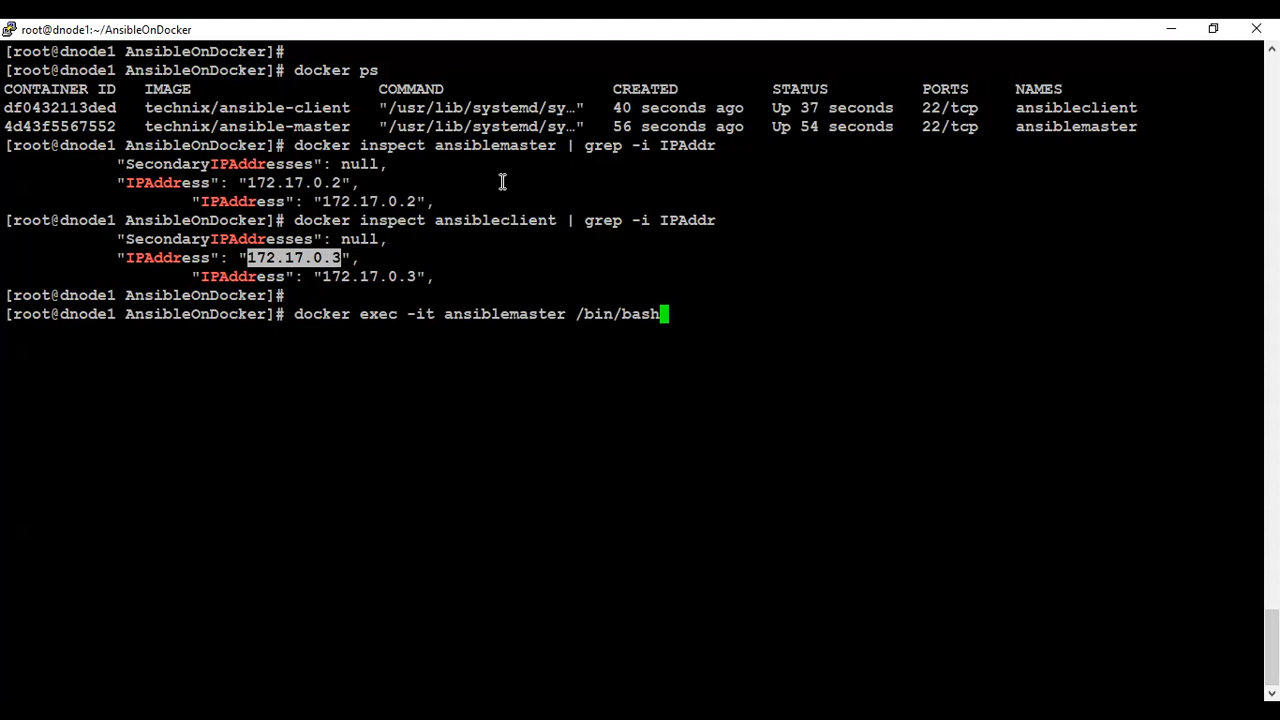 root@dnode1:~/AnsibleOnDocker
[root@dnode1 AnsibleOnDocker]#
[root@dnode1 AnsibleOnDocker]# docker ps
CONTAINER ID   IMAGE                   COMMAND                  CREATED          STATUS          PORTS    NAMES
df0432113ded   technix/ansible-client   "/usr/lib/systemd/sy…"   40 seconds ago   Up 37 seconds   22/tcp   ansibleclient
4d43f5567552   technix/ansible-master   "/usr/lib/systemd/sy…"   56 seconds ago   Up 54 seconds   22/tcp   ansiblemaster
[root@dnode1 AnsibleOnDocker]# docker inspect ansiblemaster | grep -i IPAddr
            "SecondaryIPAddresses": null,
            "IPAddress": "172.17.0.2",
                    "IPAddress": "172.17.0.2",
[root@dnode1 AnsibleOnDocker]# docker inspect ansibleclient | grep -i IPAddr
            "SecondaryIPAddresses": null,
            "IPAddress": "172.17.0.3",
                    "IPAddress": "172.17.0.3",
[root@dnode1 AnsibleOnDocker]#
[root@dnode1 AnsibleOnDocker]# docker exec -it ansiblemaster /bin/bash